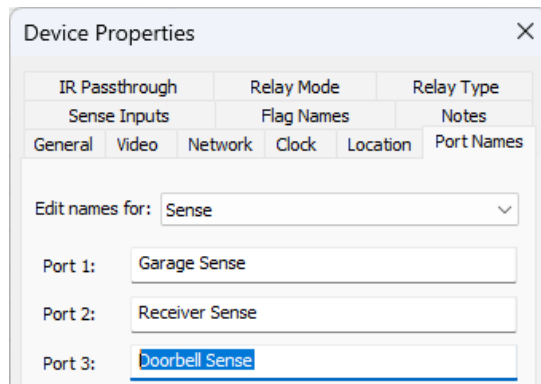 Device Properties
IR Passthrough Relay Mode Relay Type
Sense Inputs Flag Names Notes
General Video Network Clock Location Port Names
Edit names for: Sense
Port 1: Garage Sense
Port 2: Receiver Sense
Port 3: Doorbell Sense